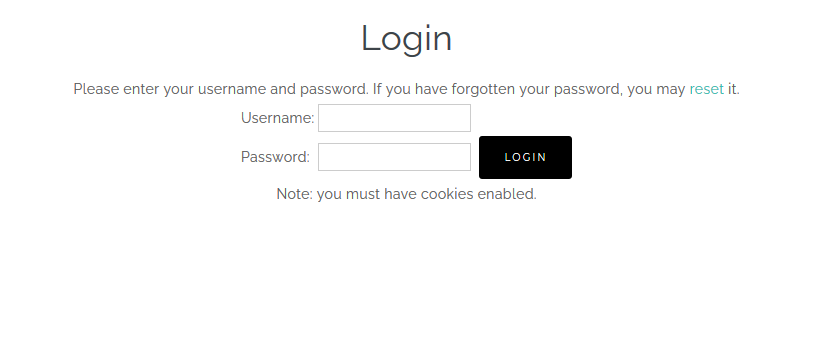 Login
Please enter your username and password. If you have forgotten your password, you may reset it.
Username:
Password:
LOGIN
Note: you must have cookies enabled.